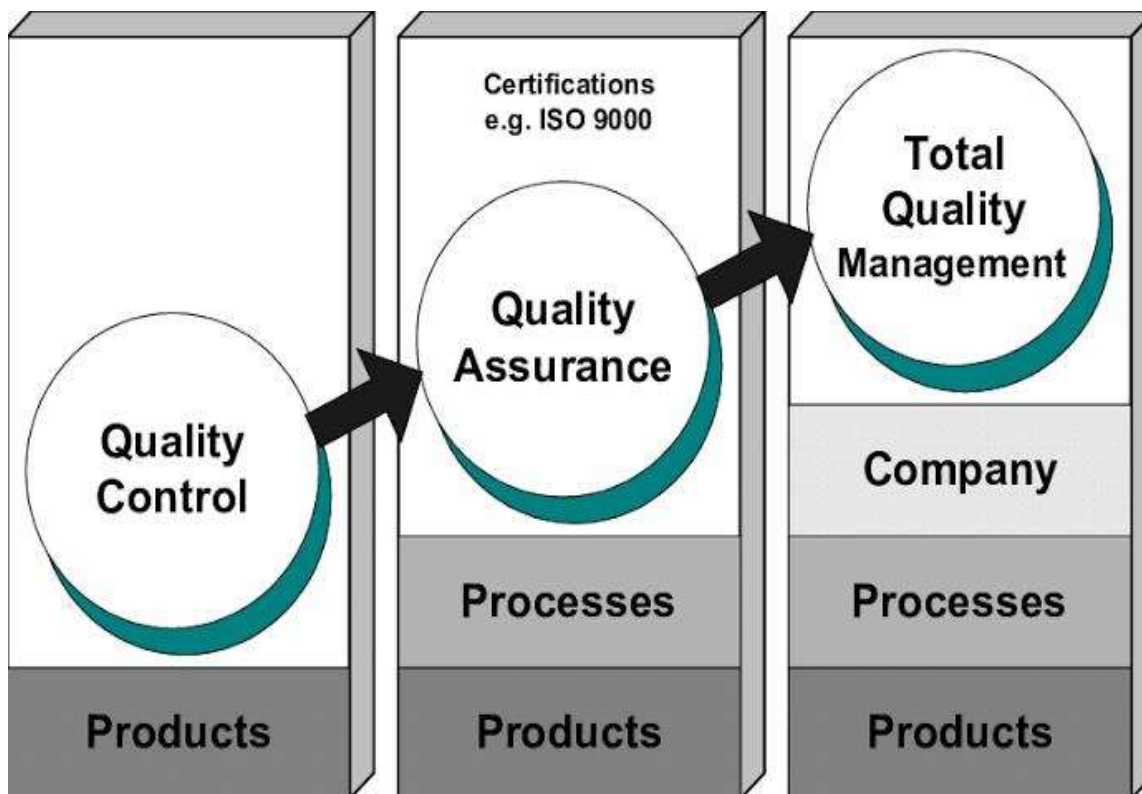 Quality
Control
Products
Certifications
e.g. ISO 9000
Quality
Assurance
Processes
Products
Total
Quality
Management
Company
Processes
Products